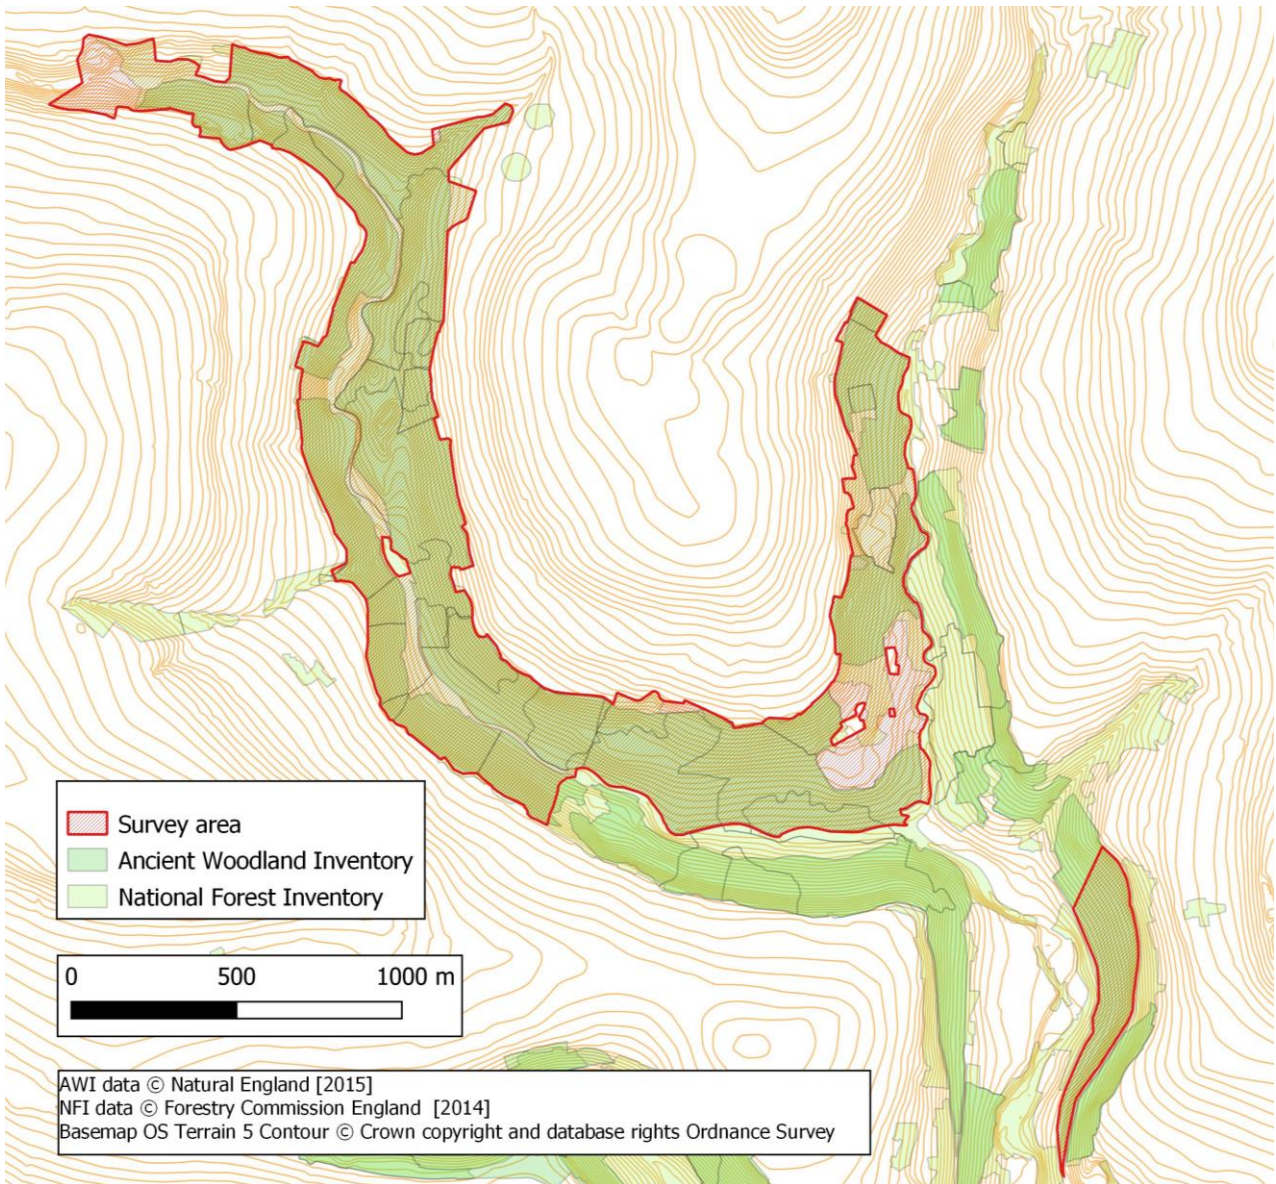 Survey area
Ancient Woodland Inventory
National Forest Inventory
0 500 1000 m
AWI data © Natural England [2015]
NFI data © Forestry Commission England [2014]
Basemap OS Terrain 5 Contour © Crown copyright and database rights Ordnance Survey